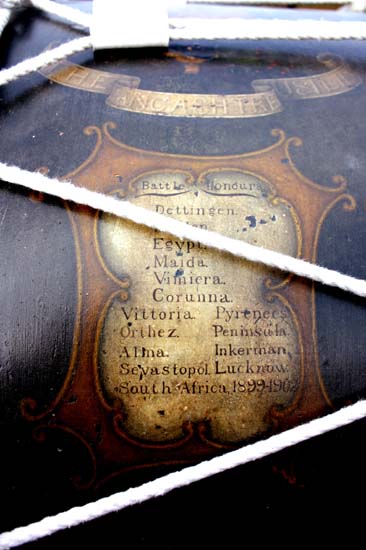 LANCASHIRE
Battle Honours.
Dettingen.
Egypt.
Maida.
Vimiera.
Corunna.
Vittoria. Pyrenees.
Orthez. Peninsula.
Alma. Inkerman.
Sevastopol. Lucknow.
South Africa. 1899-1902